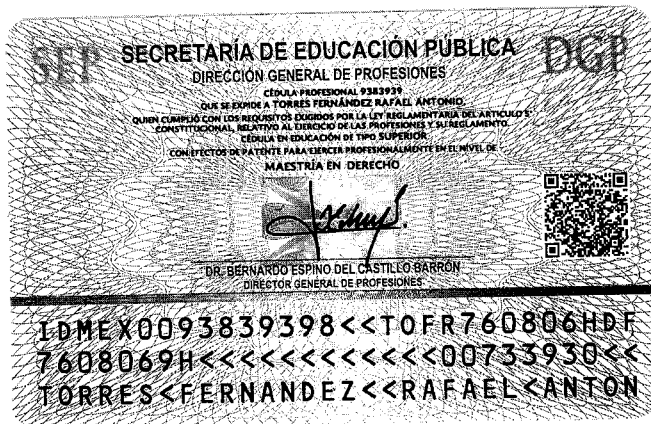 SEP
SECRETARÍA DE EDUCACIÓN PÚBLICA
DGP
DIRECCIÓN GENERAL DE PROFESIONES
CÉDULA PROFESIONAL 9383939
QUE SE EXPIDE A TORRES FERNÁNDEZ RAFAEL ANTONIO,
QUIEN CUMPLIÓ CON LOS REQUISITOS EXIGIDOS POR LA LEY REGLAMENTARIA DEL ARTICULO 5°
CONSTITUCIONAL, RELATIVO AL EJERCICIO DE LAS PROFESIONES Y SU REGLAMENTO.
CÉDULA EN EDUCACIÓN DE TIPO SUPERIOR
CON EFECTOS DE PATENTE PARA EJERCER PROFESIONALMENTE EN EL NIVEL DE
MAESTRÍA EN DERECHO
DR. BERNARDO ESPINO DEL CASTILLO BARRÓN
DIRECTOR GENERAL DE PROFESIONES
IDMEX0093839398<<TOFR760806HDF
7608069H<<<<<<<<<<<<<00733930<<
TORRES<FERNANDEZ<<RAFAEL<ANTON